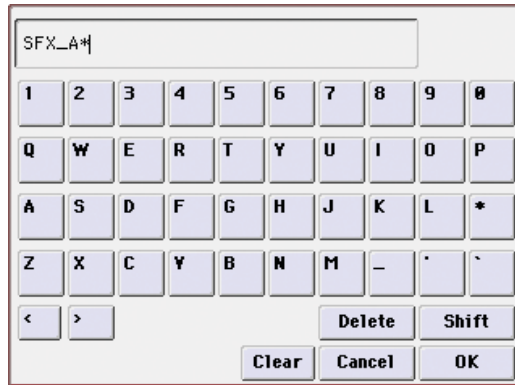 SFX_A*
1 2 3 4 5 6 7 8 9 0
Q W E R T Y U I O P
A S D F G H J K L *
Z X C V B N M _ · `
< > Delete Shift
Clear Cancel OK